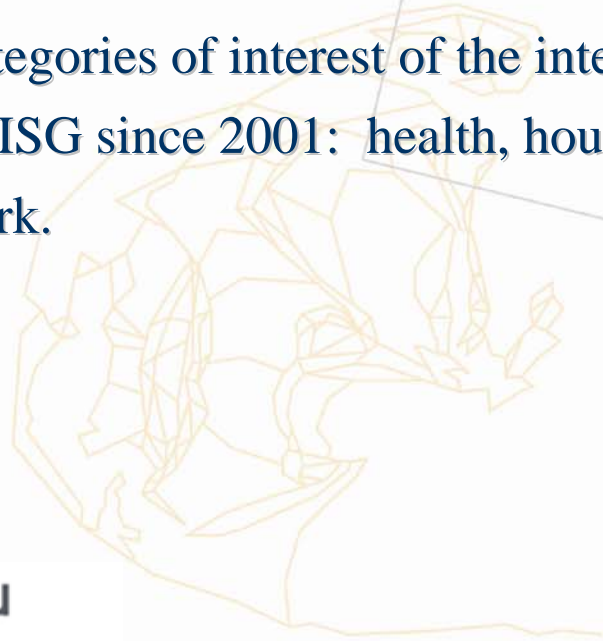 tegories of interest of the inte
ISG since 2001:  health, hou
rk.